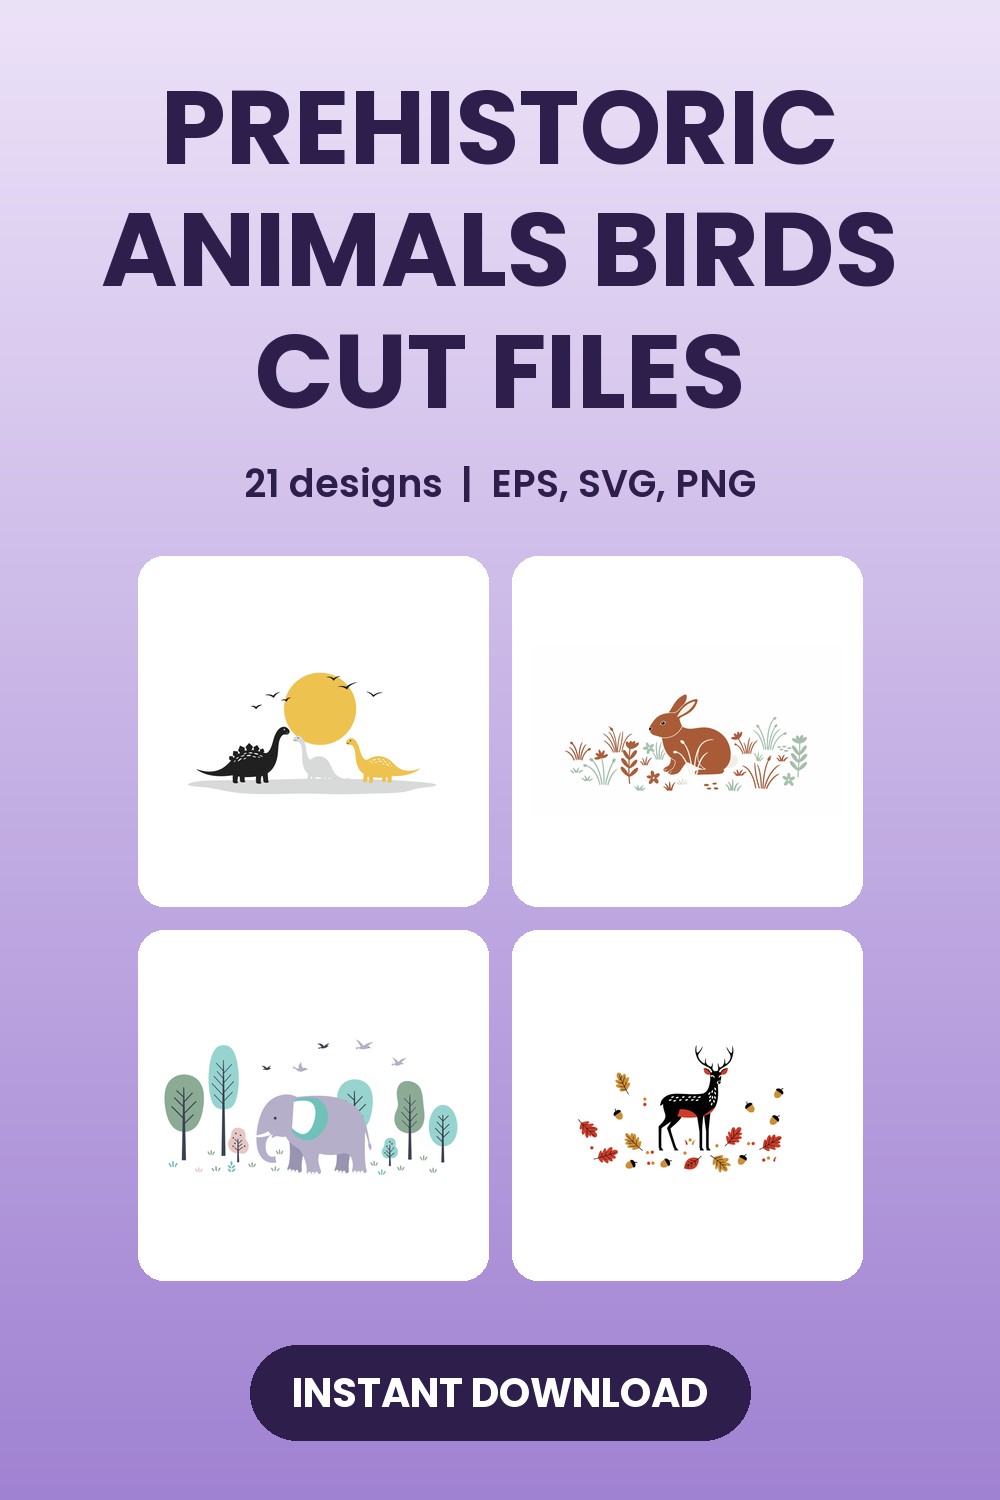 PREHISTORIC
ANIMALS BIRDS
CUT FILES
21 designs | EPS, SVG, PNG
INSTANT DOWNLOAD